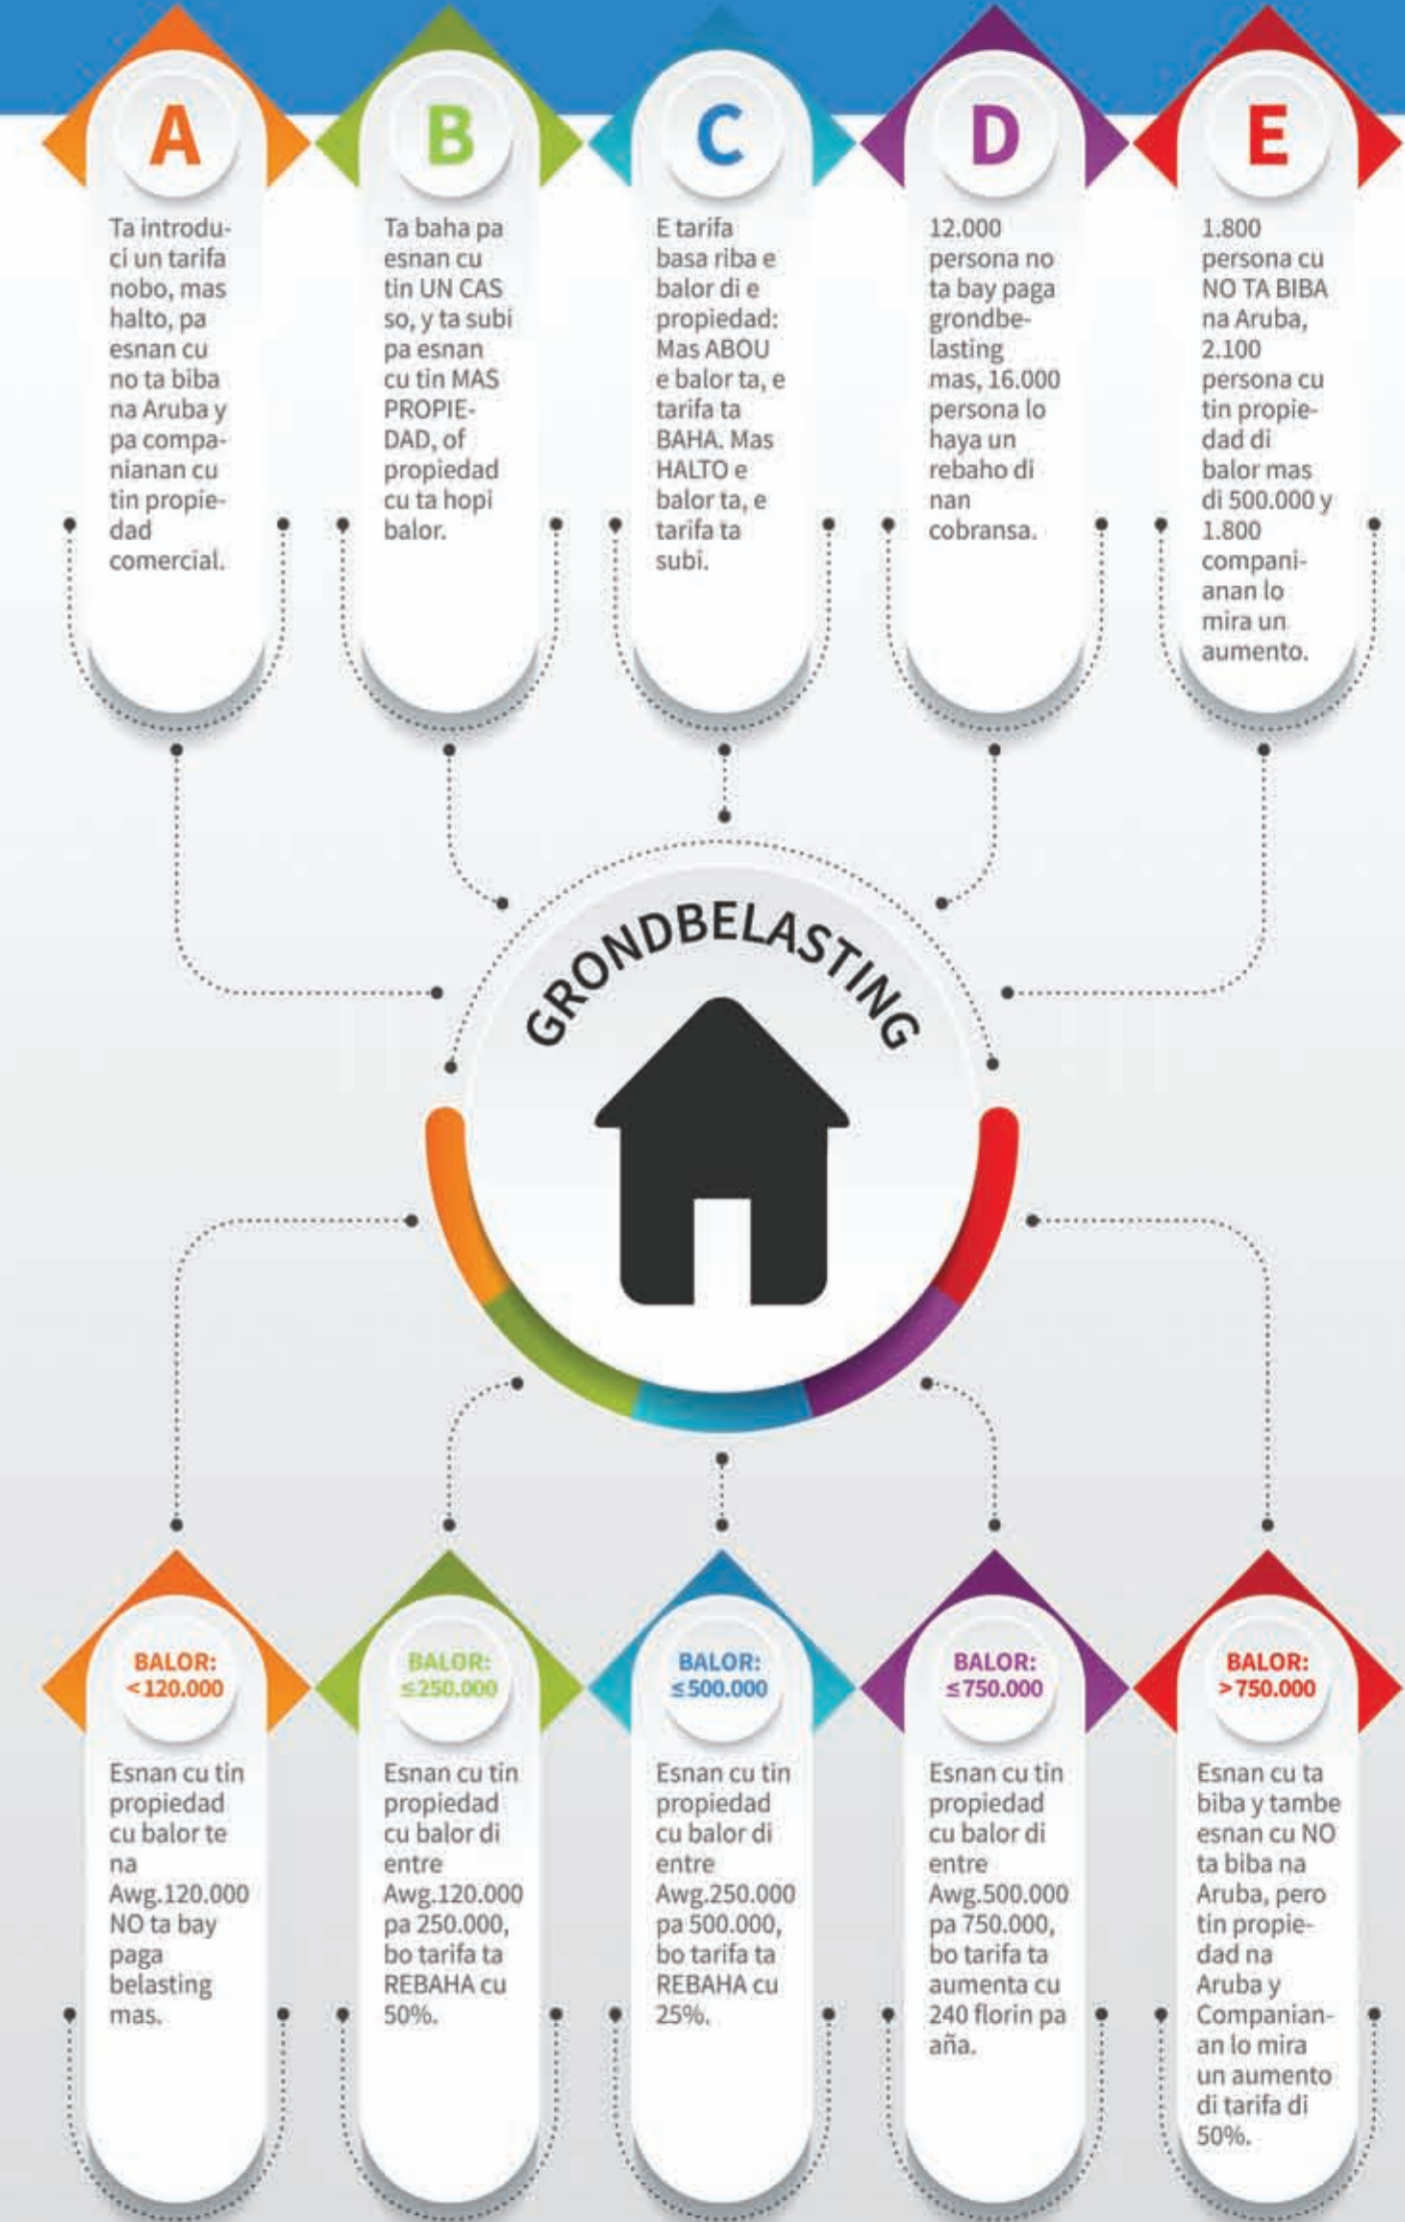 A
Ta introdu-
ci un tarifa
nobo, mas
halto, pa
esnan cu
no ta biba
na Aruba y
pa compa-
nianan cu
tin propie-
dad
comercial.
B
Ta baha pa
esnan cu
tin UN CAS
so, y ta subi
pa esnan
cu tin MAS
PROPIE-
DAD, of
propiedad
cu ta hopi
balor.
C
E tarifa
basa riba e
balor di e
propiedad:
Mas ABOU
e balor ta, e
tarifa ta
BAHA. Mas
HALTO e
balor ta, e
tarifa ta
subi.
D
12.000
persona no
ta bay paga
grondbe-
lasting
mas, 16.000
persona lo
haya un
rebaho di
nan
cobransa.
E
1.800
persona cu
NO TA BIBA
na Aruba,
2.100
persona cu
tin propie-
dad di
balor mas
di 500.000 y
1.800
compani-
anan lo
mira un
aumento.
GRONDBELASTING
BALOR:
<120.000
Esnan cu tin
propiedad
cu balor te
na
Awg.120.000
NO ta bay
paga
belasting
mas.
BALOR:
≤250.000
Esnan cu tin
propiedad
cu balor di
entre
Awg.120.000
pa 250.000,
bo tarifa ta
REBAHA cu
50%.
BALOR:
≤500.000
Esnan cu tin
propiedad
cu balor di
entre
Awg.250.000
pa 500.000,
bo tarifa ta
REBAHA cu
25%.
BALOR:
≤750.000
Esnan cu tin
propiedad
cu balor di
entre
Awg.500.000
pa 750.000,
bo tarifa ta
aumenta cu
240 florin pa
aña.
BALOR:
>750.000
Esnan cu ta
biba y tambe
esnan cu NO
ta biba na
Aruba, pero
tin propie-
dad na
Aruba y
Companian-
an lo mira
un aumento
di tarifa di
50%.